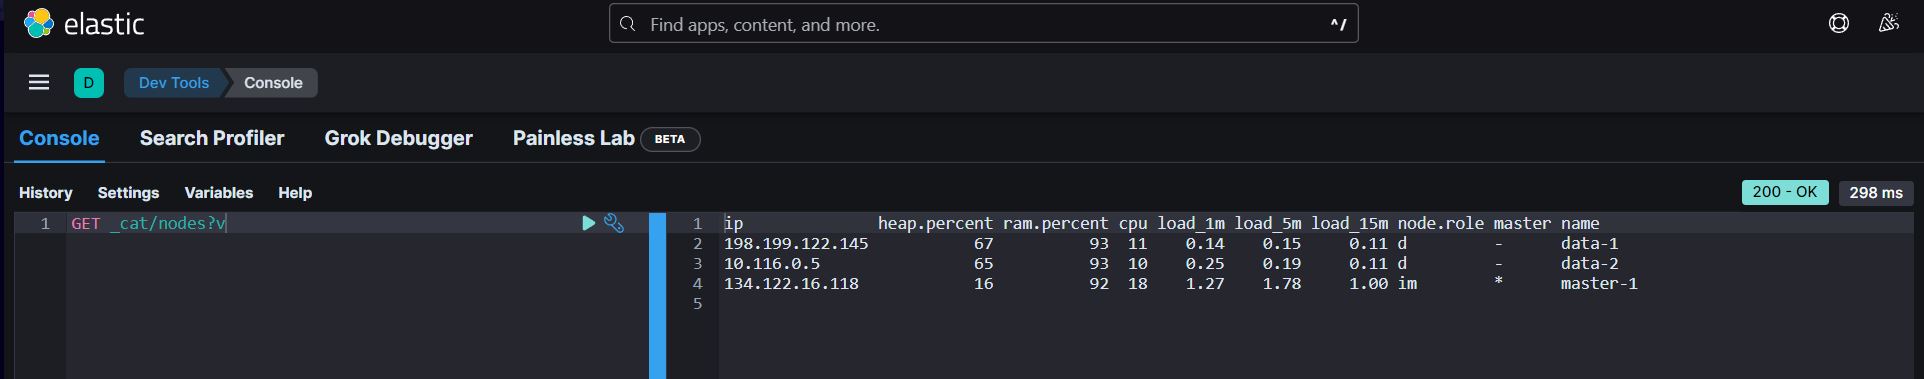 elastic
Find apps, content, and more. ^/
D Dev Tools Console
Console Search Profiler Grok Debugger Painless Lab BETA
History Settings Variables Help 200 - OK 298 ms
1 GET _cat/nodes?v
1 ip heap.percent ram.percent cpu load_1m load_5m load_15m node.role master name
2 198.199.122.145 67 93 11 0.14 0.15 0.11 d - data-1
3 10.116.0.5 65 93 10 0.25 0.19 0.11 d - data-2
4 134.122.16.118 16 92 18 1.27 1.78 1.00 im * master-1
5